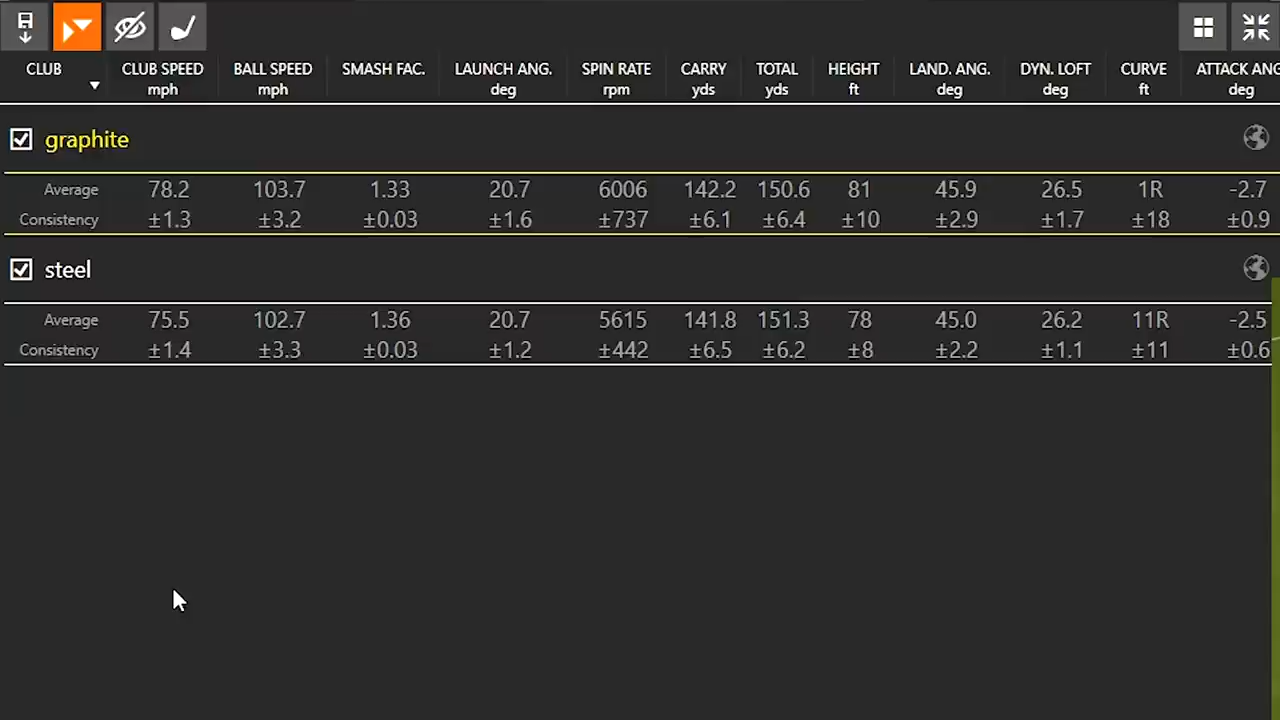 CLUB CLUB SPEED BALL SPEED SMASH FAC. LAUNCH ANG. SPIN RATE CARRY TOTAL HEIGHT LAND. ANG. DYN. LOFT CURVE ATTACK ANG
mph mph deg rpm yds yds ft deg deg ft deg
graphite
Average 78.2 103.7 1.33 20.7 6006 142.2 150.6 81 45.9 26.5 1R -2.7
Consistency ±1.3 ±3.2 ±0.03 ±1.6 ±737 ±6.1 ±6.4 ±10 ±2.9 ±1.7 ±18 ±0.9
steel
Average 75.5 102.7 1.36 20.7 5615 141.8 151.3 78 45.0 26.2 11R -2.5
Consistency ±1.4 ±3.3 ±0.03 ±1.2 ±442 ±6.5 ±6.2 ±8 ±2.2 ±1.1 ±11 ±0.6